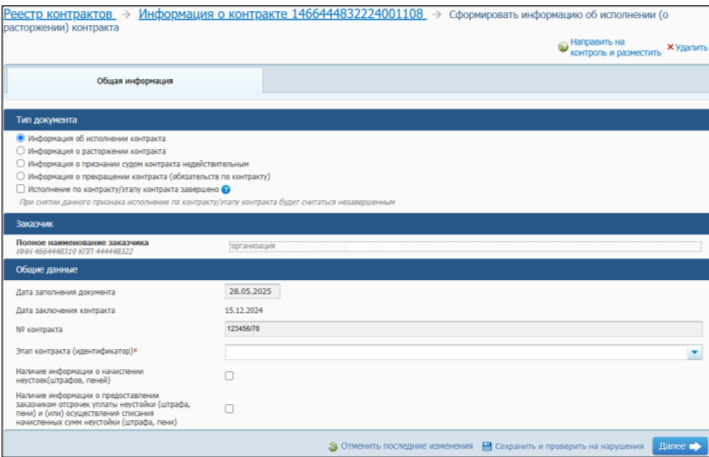 Реестр контрактов → Информация о контракте 1466444832224001108 → Сформировать информацию об исполнении (о
расторжении) контракта
Направить на
контроль и разместить
Удалить
Общая информация
Тип документа
Информация об исполнении контракта
Информация о расторжении контракта
Информация о признании судом контракта недействительным
Информация о прекращении контракта (обязательств по контракту)
Исполнение по контракту/этапу контракта завершено ?
При снятии данного признака исполнение по контракту/этапу контракта будет считаться незавершенным
Заказчик
Полное наименование заказчика
ИНН 4664448319 КПП 444448322
организация
Общие данные
Дата заполнения документа 28.05.2025
Дата заключения контракта 15.12.2024
№ контракта 123456/78
Этап контракта (идентификатор)*
Наличие информации о начислении
неустоек(штрафов, пеней)
Наличие информации о предоставлении
заказчиком отсрочек уплаты неустойки (штрафа,
пени) и (или) осуществления списания
начисленных сумм неустойки (штрафа, пени)
Отменить последние изменения Сохранить и проверить на нарушения Далее